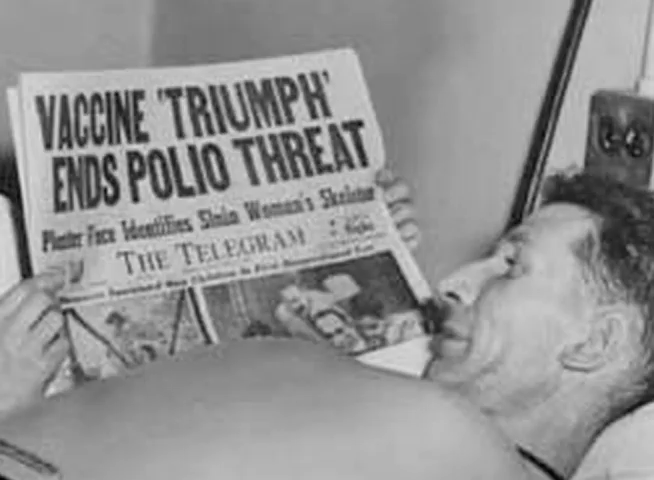 VACCINE 'TRIUMPH'
ENDS POLIO THREAT
Plaster Face Identifies Slain Woman's Skeleton
THE TELEGRAM